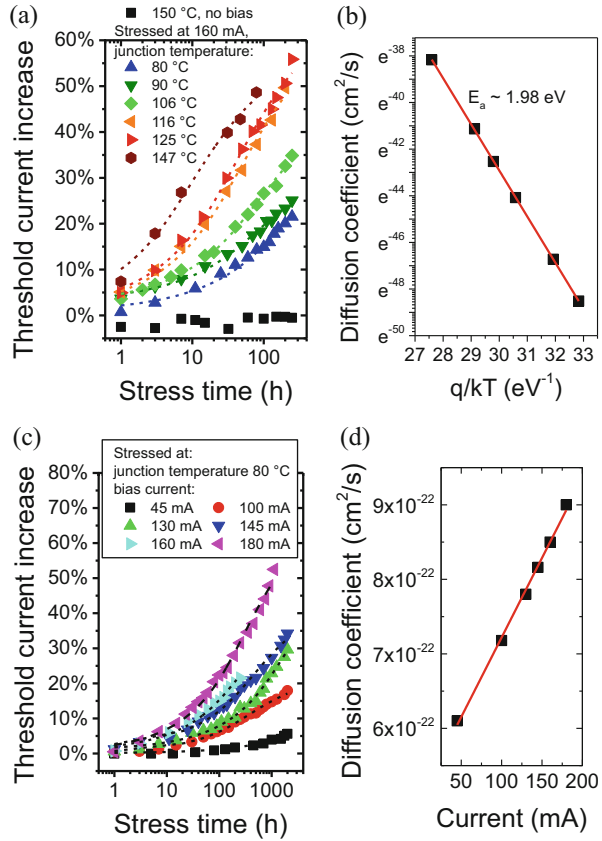 (a)
150 °C, no bias
Stressed at 160 mA,
junction temperature:
80 °C
90 °C
106 °C
116 °C
125 °C
147 °C
60%
50%
40%
30%
20%
10%
0%
Threshold current increase
1 10 100
Stress time (h)
(b)
e^-38
e^-40
e^-42
e^-44
e^-46
e^-48
e^-50
Diffusion coefficient (cm²/s)
E_a ~ 1.98 eV
27 28 29 30 31 32 33
q/kT (eV⁻¹)
(c)
Stressed at:
junction temperature 80 °C
bias current:
45 mA 100 mA
130 mA 145 mA
160 mA 180 mA
80%
70%
60%
50%
40%
30%
20%
10%
0%
Threshold current increase
1 10 100 1000
Stress time (h)
(d)
9x10⁻²²
8x10⁻²²
7x10⁻²²
6x10⁻²²
Diffusion coefficient (cm²/s)
50 100 150 200
Current (mA)